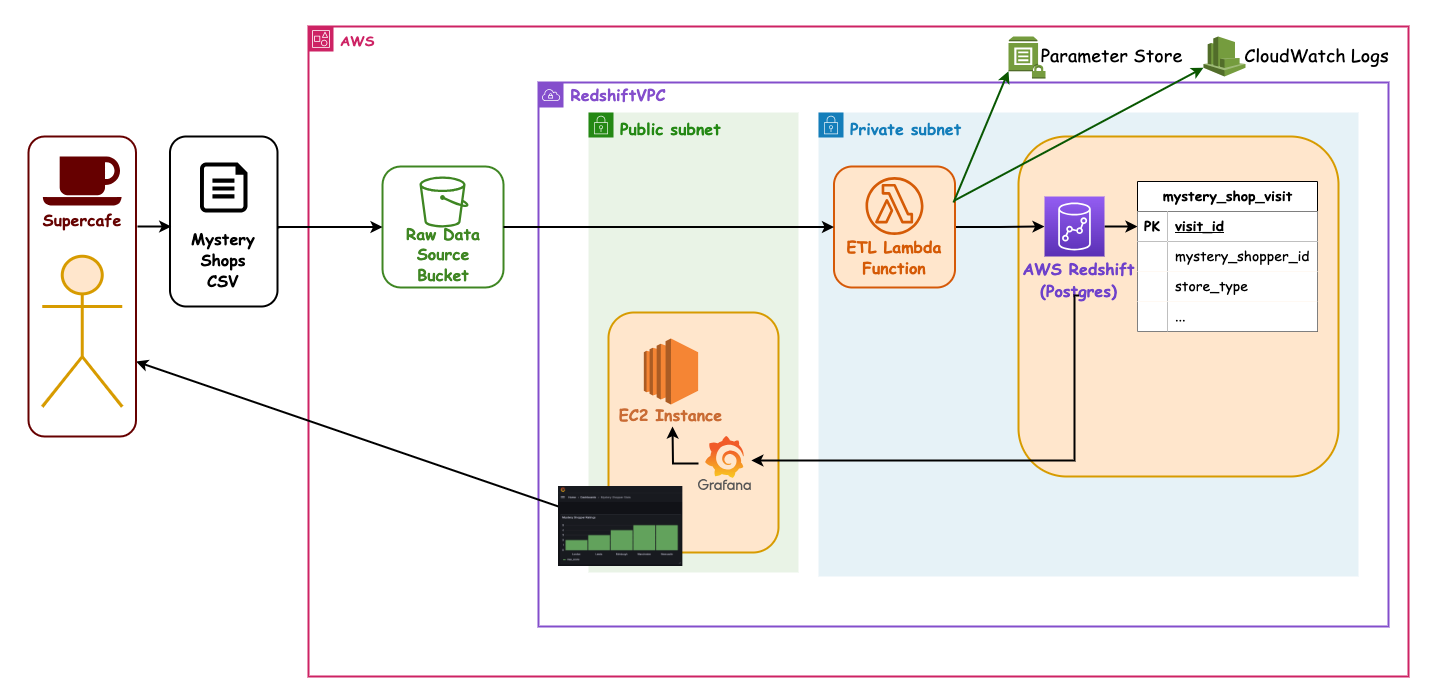 AWS
Parameter Store
CloudWatch Logs
RedshiftVPC
Public subnet
Private subnet
Supercafe
Mystery
Shops
CSV
Raw Data
Source
Bucket
ETL Lambda
Function
AWS Redshift
(Postgres)
mystery_shop_visit
PK visit_id
mystery_shopper_id
store_type
...
EC2 Instance
Grafana